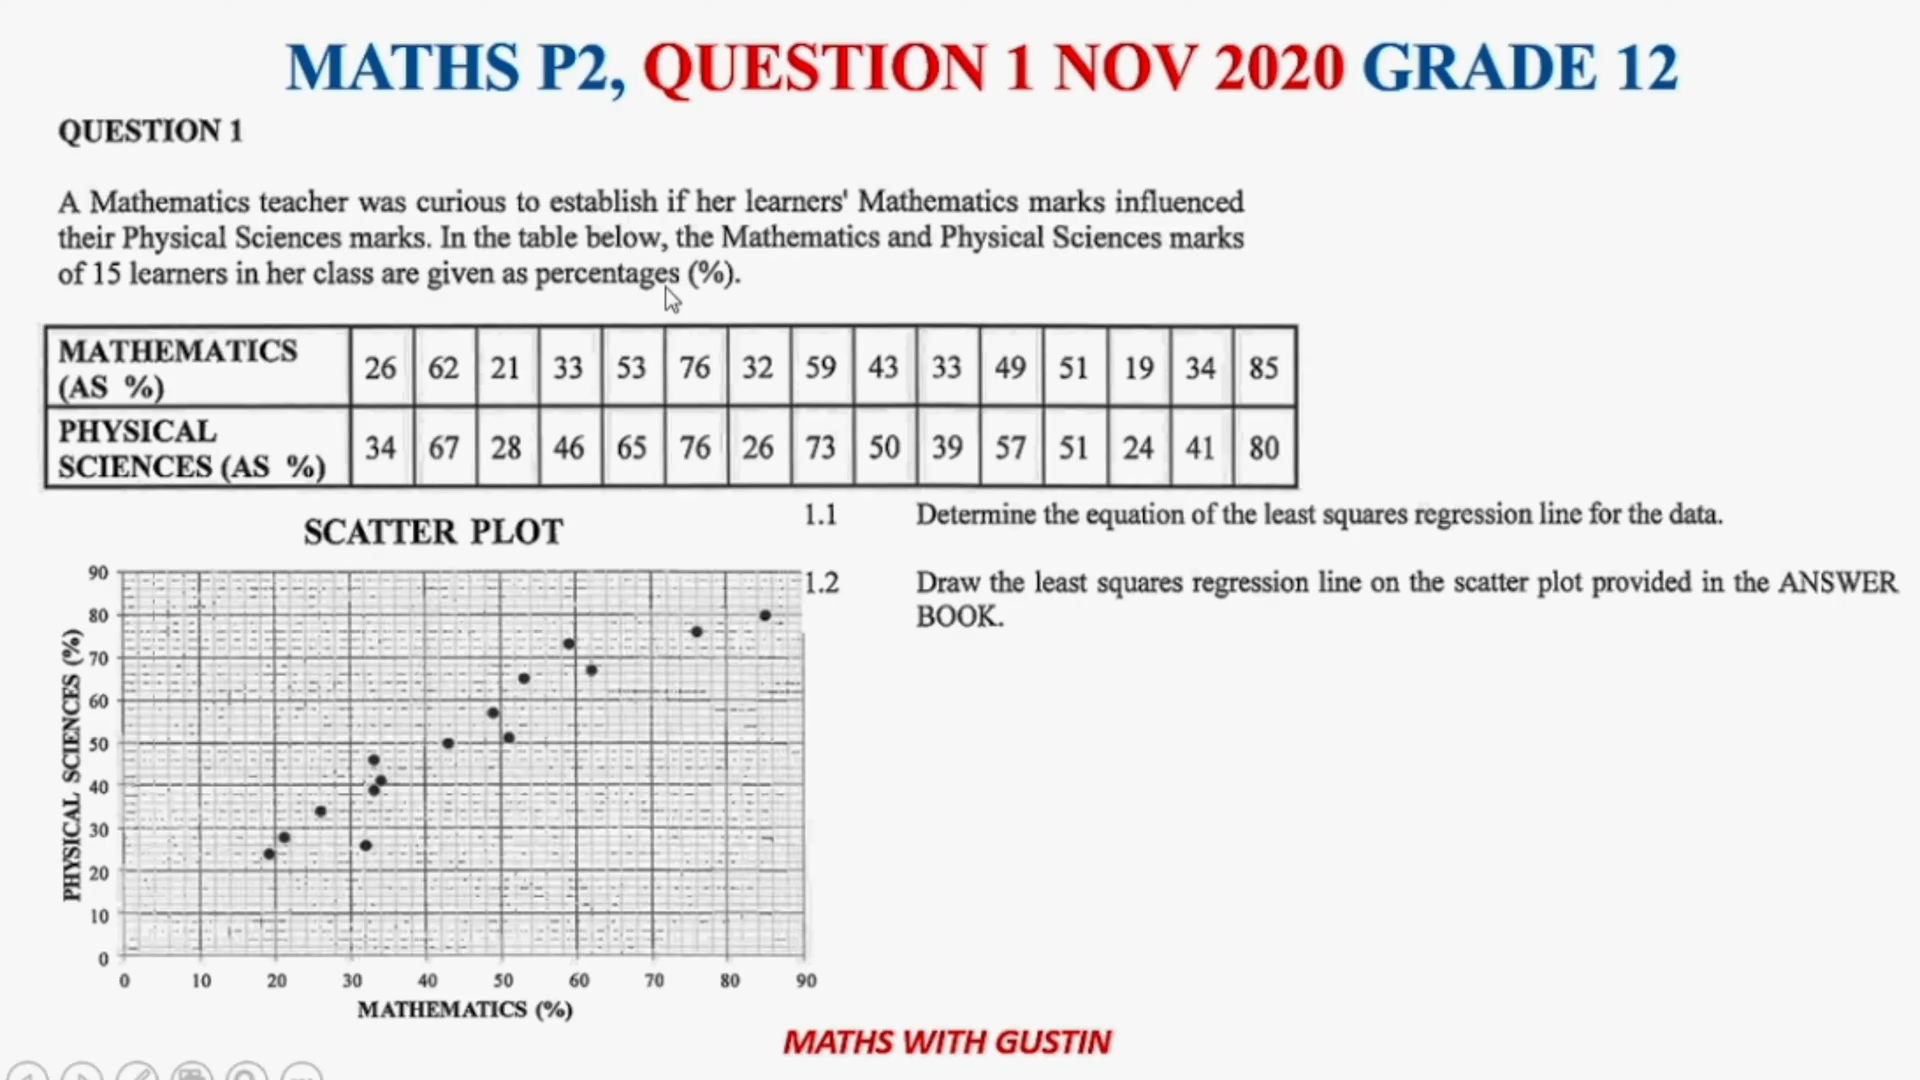 MATHS P2, QUESTION 1 NOV 2020 GRADE 12
QUESTION 1
A Mathematics teacher was curious to establish if her learners' Mathematics marks influenced
their Physical Sciences marks. In the table below, the Mathematics and Physical Sciences marks
of 15 learners in her class are given as percentages (%).
MATHEMATICS
(AS %)
26 62 21 33 53 76 32 59 43 33 49 51 19 34 85
PHYSICAL
SCIENCES (AS %)
34 67 28 46 65 76 26 73 50 39 57 51 24 41 80
SCATTER PLOT
PHYSICAL SCIENCES (%)
90
80
70
60
50
40
30
20
10
0
0 10 20 30 40 50 60 70 80 90
MATHEMATICS (%)
1.1 Determine the equation of the least squares regression line for the data.
1.2 Draw the least squares regression line on the scatter plot provided in the ANSWER
BOOK.
MATHS WITH GUSTIN